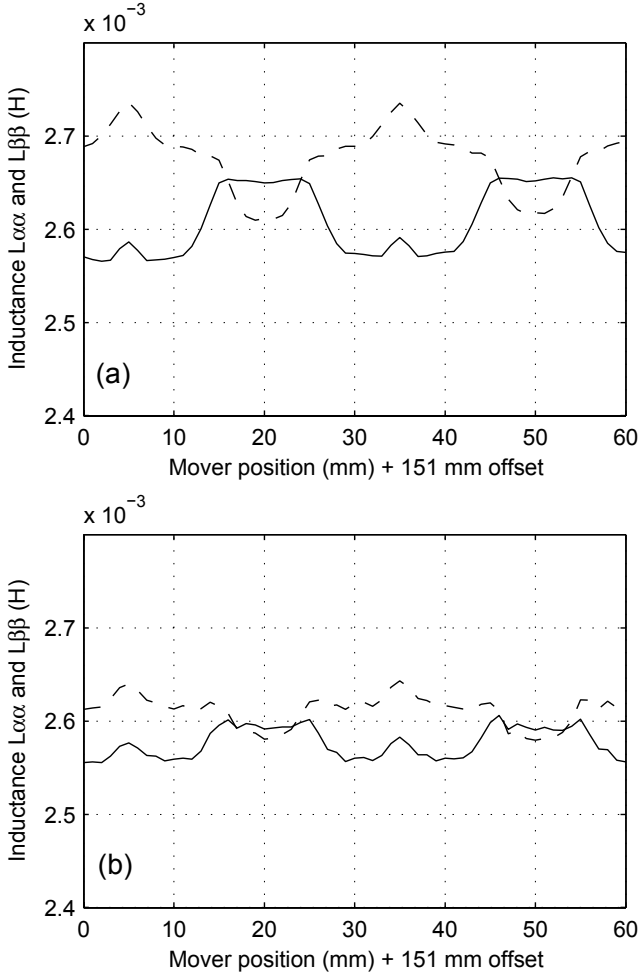 x 10⁻³
2.7
2.6
2.5
2.4
Inductance Lαα and Lββ (H)
(a)
0 10 20 30 40 50 60
Mover position (mm) + 151 mm offset
x 10⁻³
2.7
2.6
2.5
2.4
Inductance Lαα and Lββ (H)
(b)
0 10 20 30 40 50 60
Mover position (mm) + 151 mm offset